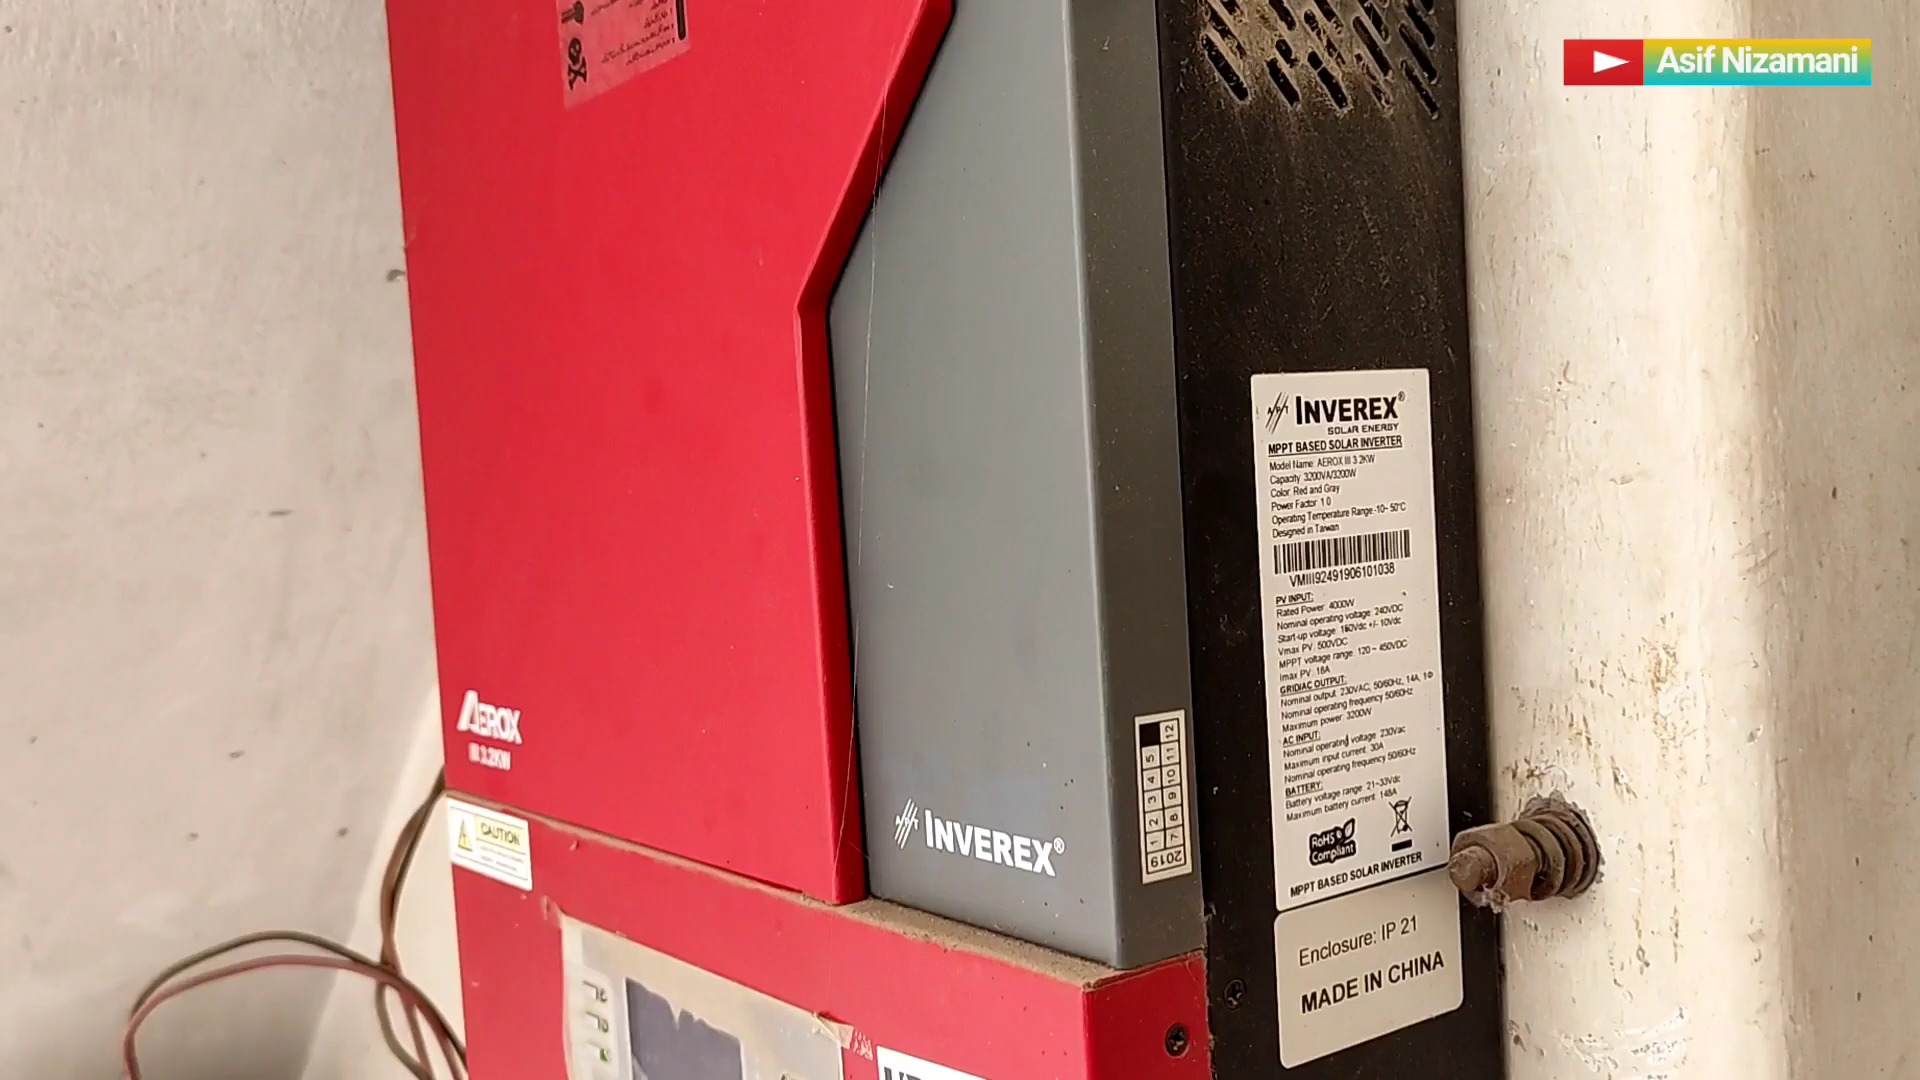 Asif Nizamani
INVEREX®
SOLAR ENERGY
MPPT BASED SOLAR INVERTER
Model Name: AEROX III 3.2KW
Capacity: 3200VA/3200W
Color: Red and Gray
Power Factor: 1.0
Operating Temperature Range -10~ 50°C
Designed in Taiwan
VMIII92491906101038
PV INPUT:
Rated Power: 4000W
Nominal operating voltage: 240VDC
Start-up voltage: 150Vdc +/- 10Vdc
Vmax PV: 500VDC
MPPT voltage range: 120 ~ 450VDC
Imax PV: 18A
GRID/AC OUTPUT:
Nominal output: 230VAC, 50/60Hz, 14A, 1Φ
Nominal operating frequency 50/60Hz
Maximum power: 3200W
AC INPUT:
Nominal operating voltage: 230Vac
Maximum input current: 30A
Nominal operating frequency 50/60Hz
BATTERY:
Battery voltage range: 21~33Vdc
Maximum battery current: 148A
RoHS
Compliant
MPPT BASED SOLAR INVERTER
Enclosure: IP 21
MADE IN CHINA
AEROX
III 3.2KW
INVEREX®
2019
1 2 3 4 5
7 8 9 10 11 12
CAUTION